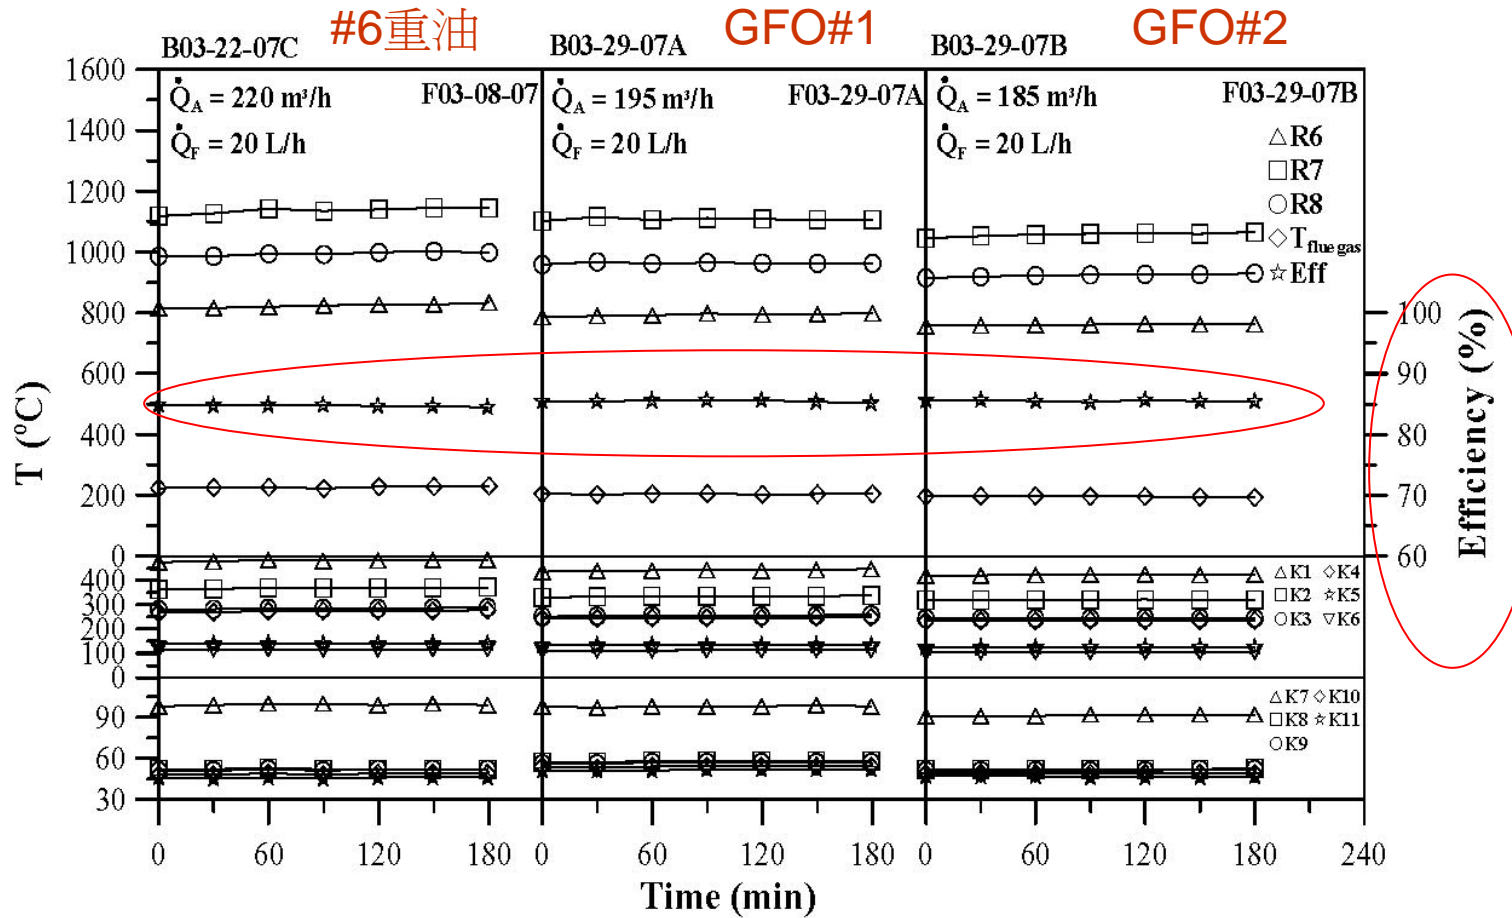 #6重油 GFO#1 GFO#2
B03-22-07C B03-29-07A B03-29-07B
Q̇A = 220 m³/h F03-08-07
Q̇F = 20 L/h
Q̇A = 195 m³/h F03-29-07A
Q̇F = 20 L/h
Q̇A = 185 m³/h F03-29-07B
Q̇F = 20 L/h
△R6
□R7
○R8
◇Tflue gas
☆Eff
1600
1400
1200
1000
800
600
400
200
0
400
300
200
100
0
90
60
30
T (ºC)
100
90
80
70
60
Efficiency (%)
△K1 ◇K4
□K2 ☆K5
○K3 ▽K6
△K7 ◇K10
□K8 ☆K11
○K9
0 60 120 180 0 60 120 180 0 60 120 180 240
Time (min)